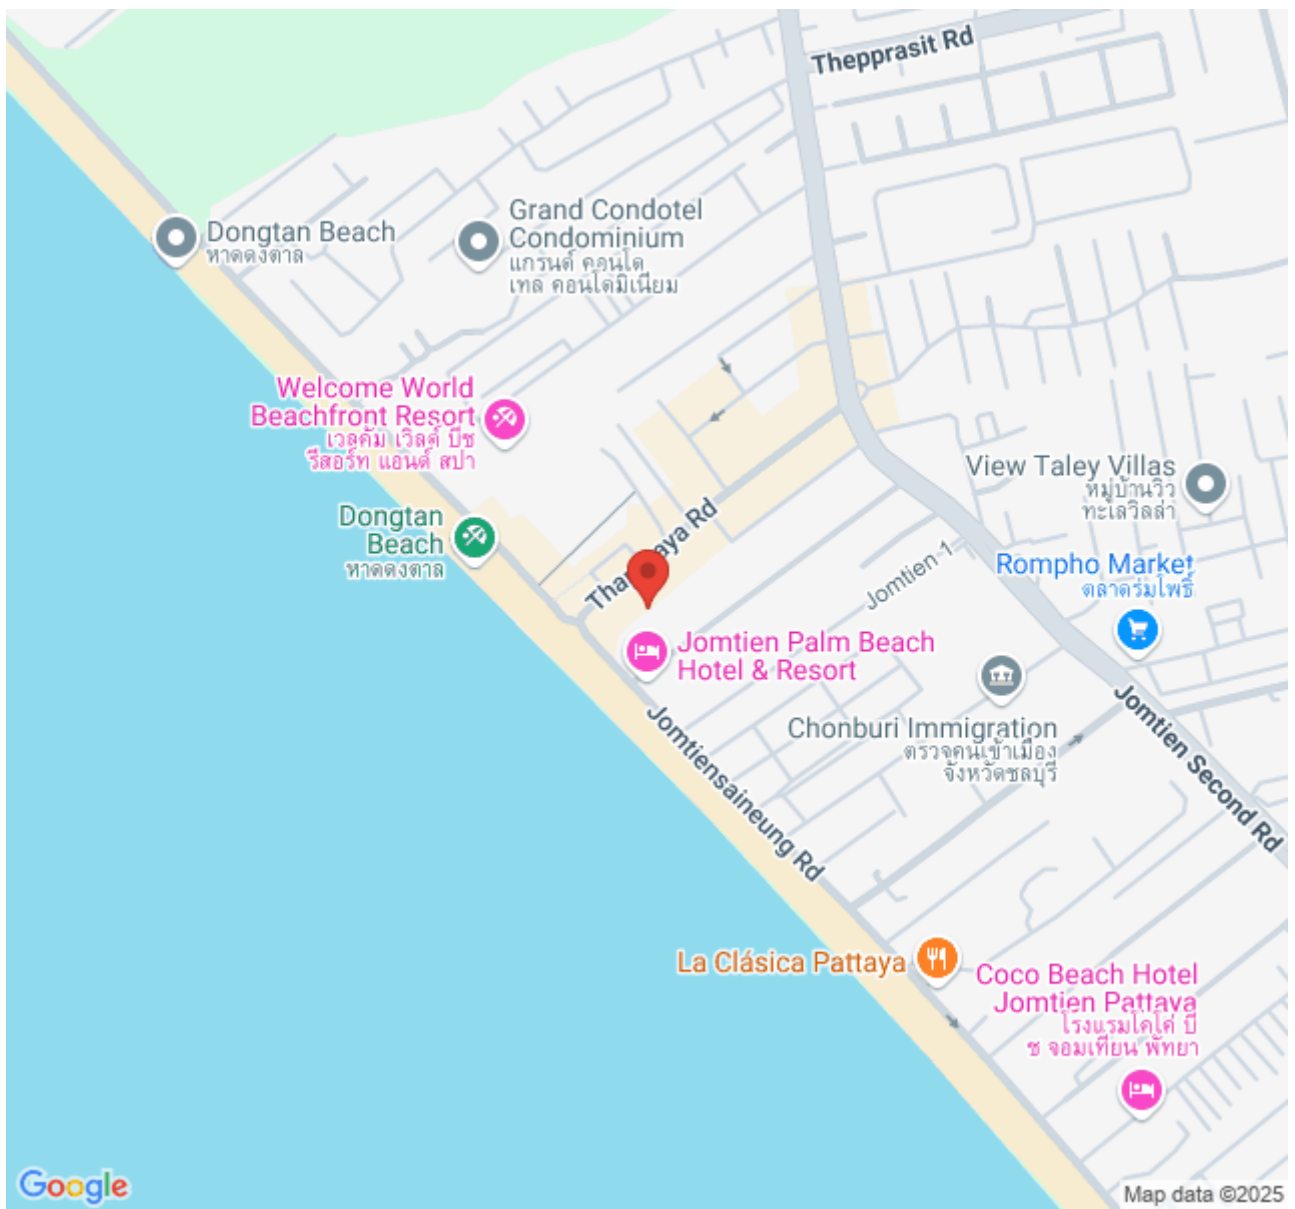 Thepprasit Rd
Grand Condotel
Condominium
แกรนด์ คอนโด
เทล คอนโดมิเนียม
Dongtan Beach
หาดดงตาล
Welcome World
Beachfront Resort
เวลคัม เวิลด์ บีช
รีสอร์ท แอนด์ สปา
View Taley Villas
หมู่บ้านวิว
ทะเลวิลล่า
Dongtan
Beach
หาดดงตาล
Rd
Jomtien 1
Rompho Market
ตลาดร่มโพธิ์
Jomtien Palm Beach
Hotel & Resort
Chonburi Immigration
ตรวจคนเข้าเมือง
จังหวัดชลบุรี
Jomtien Second Rd
Jomtiensaineung Rd
La Clásica Pattaya
Coco Beach Hotel
Jomtien Pattaya
โรงแรมโคโค่ บี
ช จอมเทียน พัทยา
Google
Map data ©2025